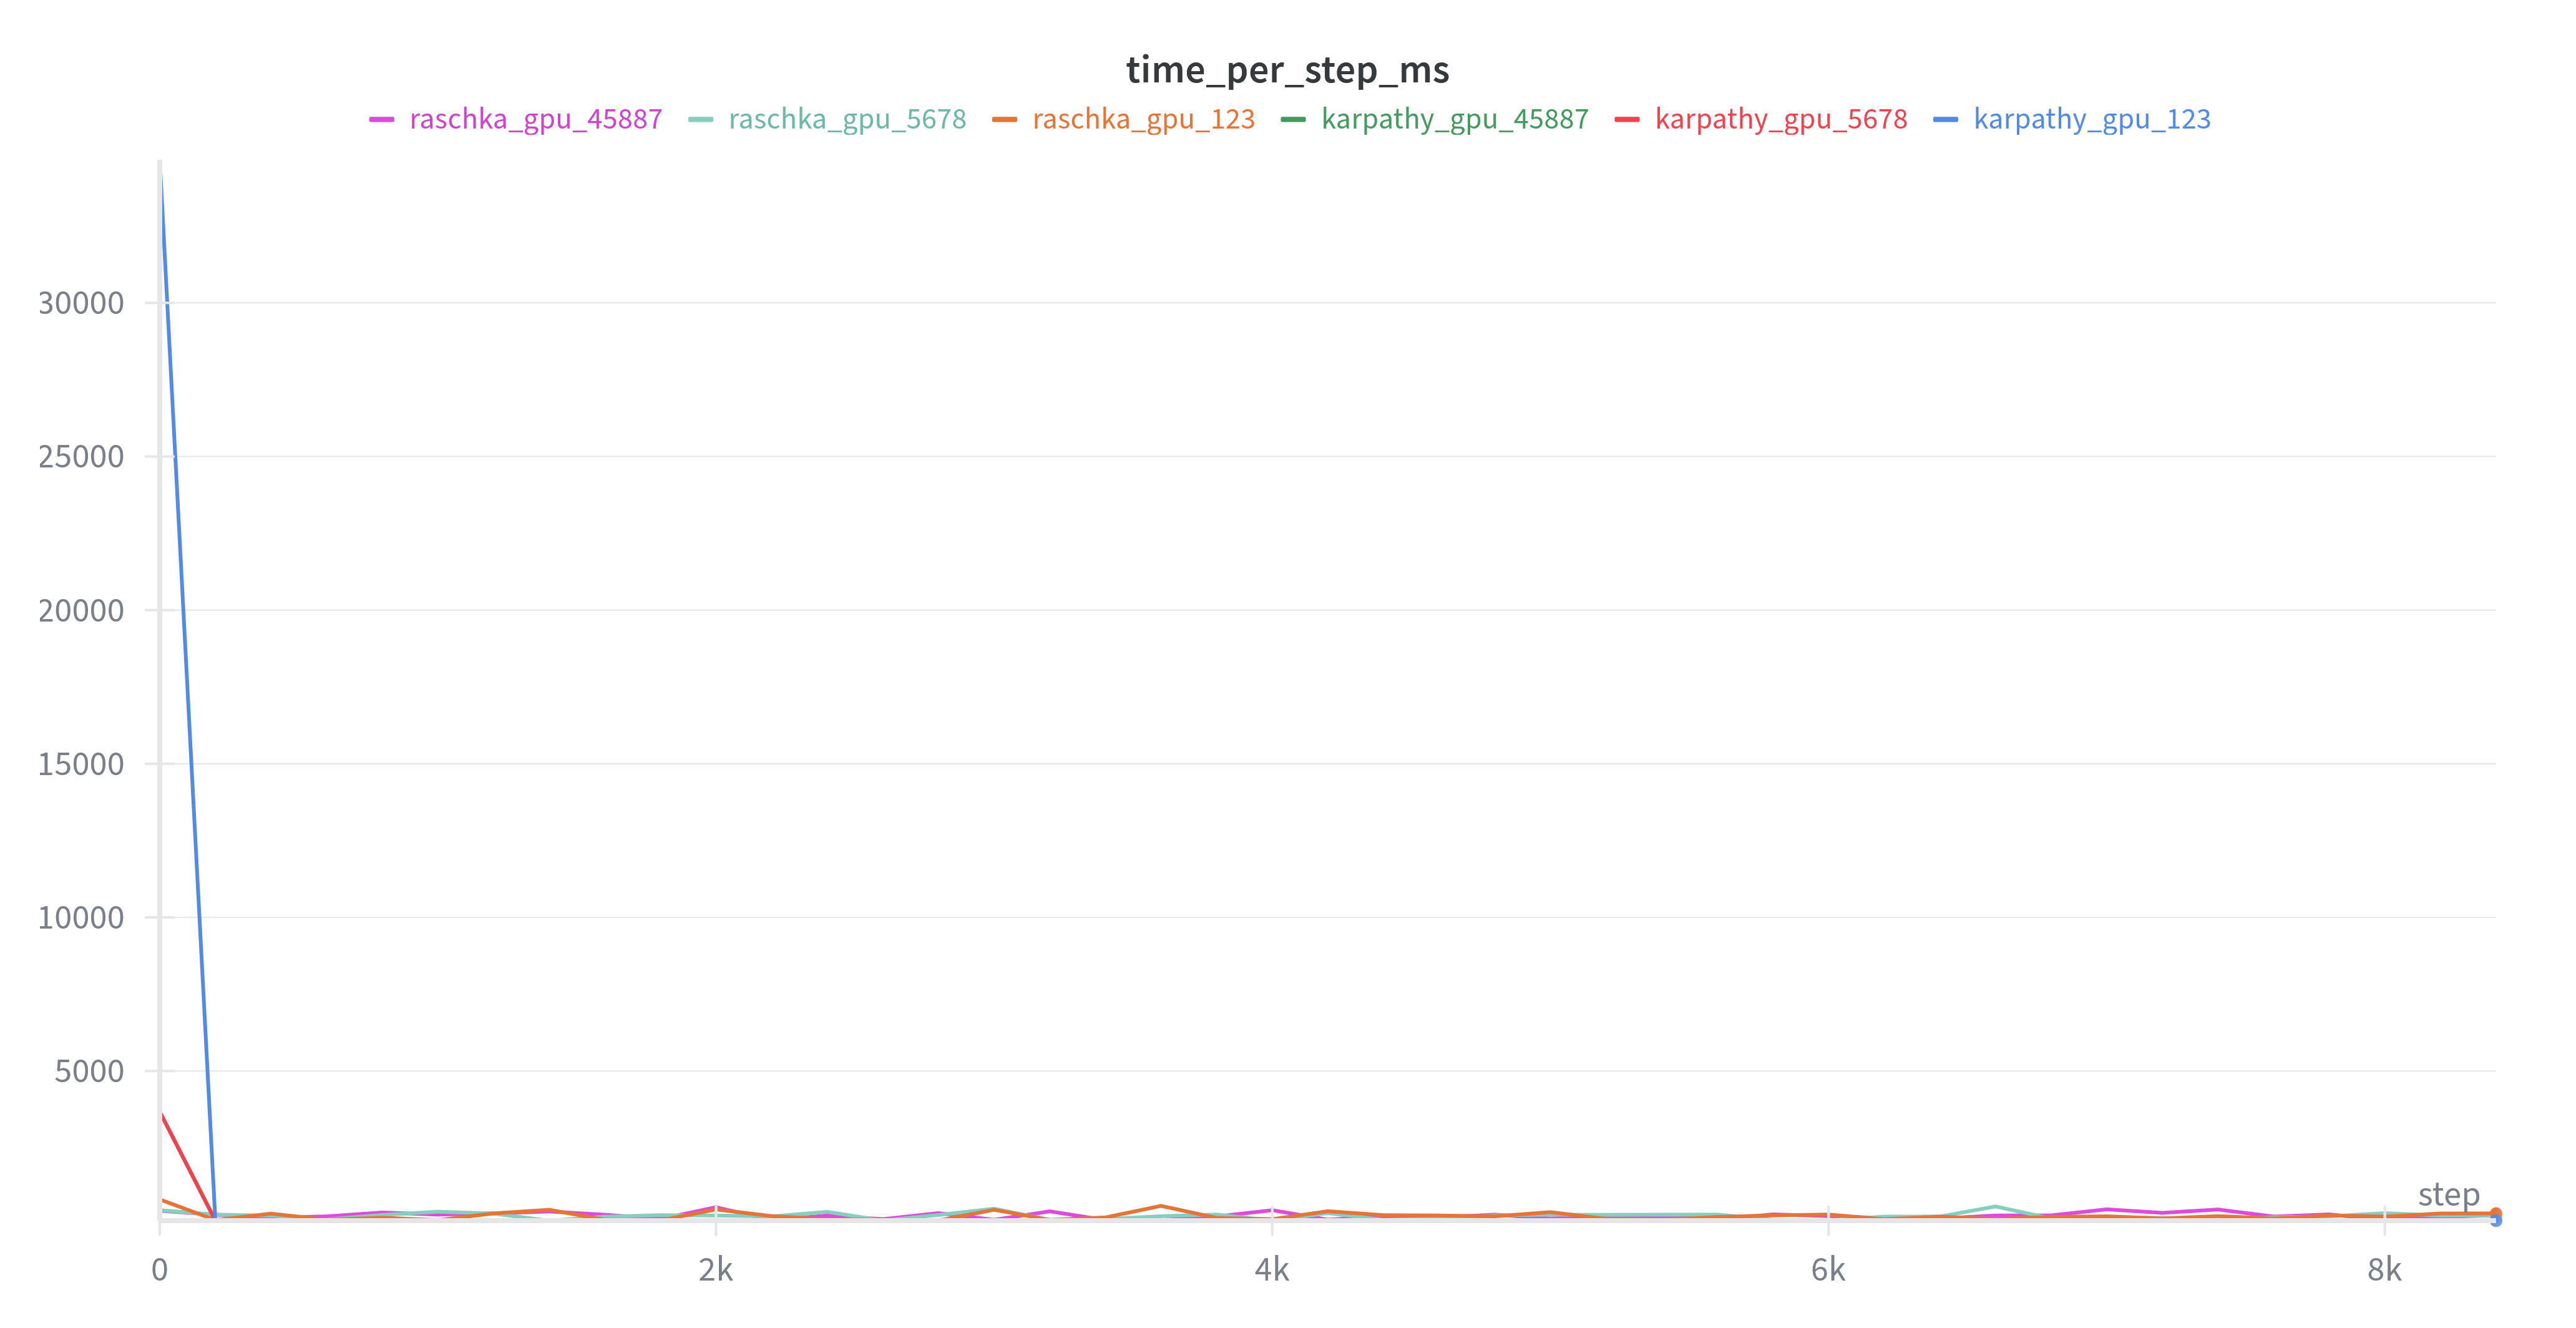 time_per_step_ms
raschka_gpu_45887 raschka_gpu_5678 raschka_gpu_123 karpathy_gpu_45887 karpathy_gpu_5678 karpathy_gpu_123
30000
25000
20000
15000
10000
5000
step
0 2k 4k 6k 8k